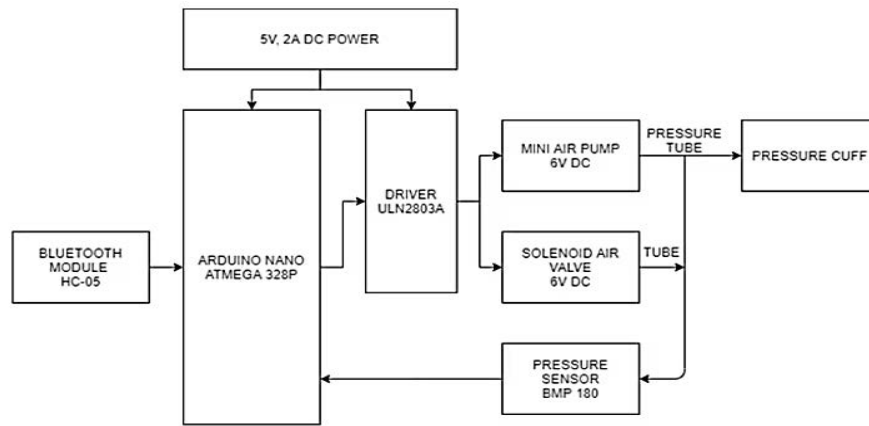 5V, 2A DC POWER
MINI AIR PUMP
6V DC
PRESSURE
TUBE
PRESSURE CUFF
DRIVER
ULN2803A
BLUETOOTH
MODULE
HC-05
ARDUINO NANO
ATMEGA 328P
SOLENOID AIR
VALVE
6V DC
TUBE
PRESSURE
SENSOR
BMP 180